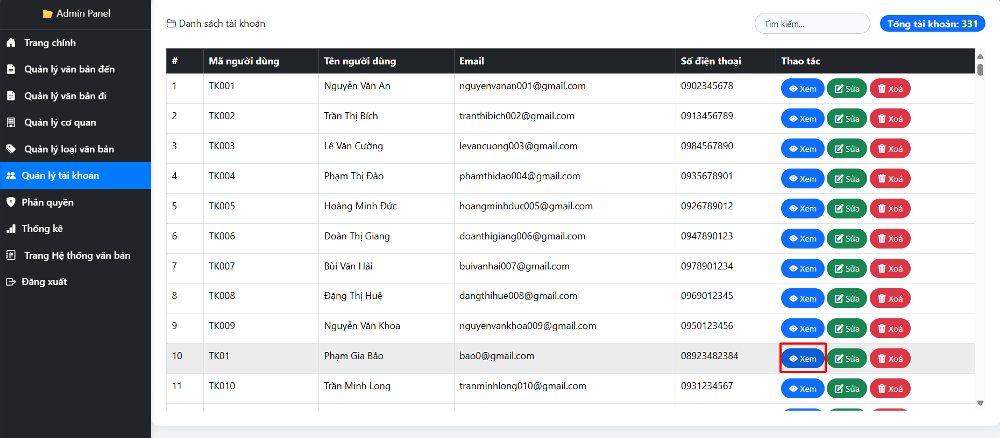 Admin Panel
Trang chính
Quản lý văn bản đến
Quản lý văn bản đi
Quản lý cơ quan
Quản lý loại văn bản
Quản lý tài khoản
Phân quyền
Thống kê
Trang Hệ thống văn bản
Đăng xuất
Danh sách tài khoản
Tìm kiếm...
Tổng tài khoản: 331
# Mã người dùng Tên người dùng Email Số điện thoại Thao tác
1 TK001 Nguyễn Văn An nguyenvanan001@gmail.com 0902345678 Xem Sửa Xoá
2 TK002 Trần Thị Bích tranthibich002@gmail.com 0913456789 Xem Sửa Xoá
3 TK003 Lê Văn Cường levancuong003@gmail.com 0984567890 Xem Sửa Xoá
4 TK004 Phạm Thị Đào phamthidao004@gmail.com 0935678901 Xem Sửa Xoá
5 TK005 Hoàng Minh Đức hoangminhduc005@gmail.com 0926789012 Xem Sửa Xoá
6 TK006 Đoàn Thị Giang doanthigiang006@gmail.com 0947890123 Xem Sửa Xoá
7 TK007 Bùi Văn Hải buivanhai007@gmail.com 0978901234 Xem Sửa Xoá
8 TK008 Đặng Thị Huệ dangthihue008@gmail.com 0969012345 Xem Sửa Xoá
9 TK009 Nguyễn Văn Khoa nguyenvankhoa009@gmail.com 0950123456 Xem Sửa Xoá
10 TK01 Phạm Gia Bảo bao0@gmail.com 08923482384 Xem Sửa Xoá
11 TK010 Trần Minh Long tranminhlong010@gmail.com 0931234567 Xem Sửa Xoá